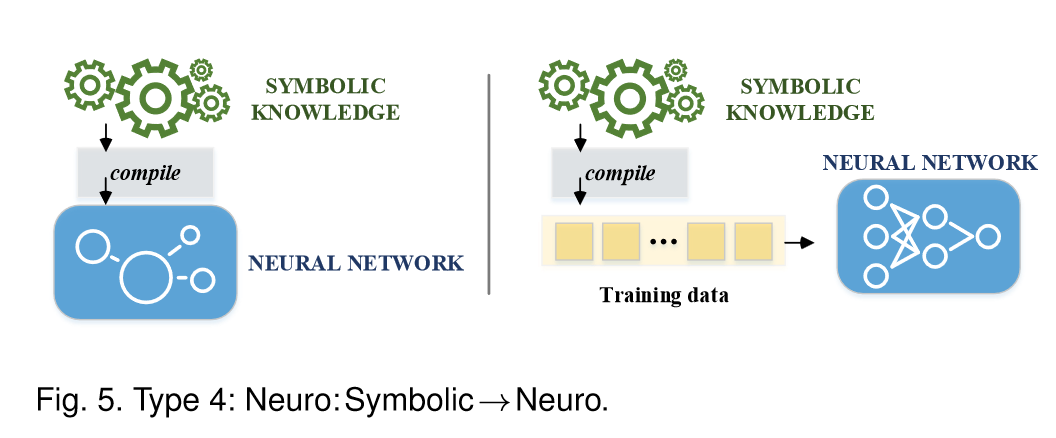 SYMBOLIC
KNOWLEDGE
compile
NEURAL NETWORK
SYMBOLIC
KNOWLEDGE
compile
NEURAL NETWORK
Training data
Fig. 5. Type 4: Neuro:Symbolic→Neuro.